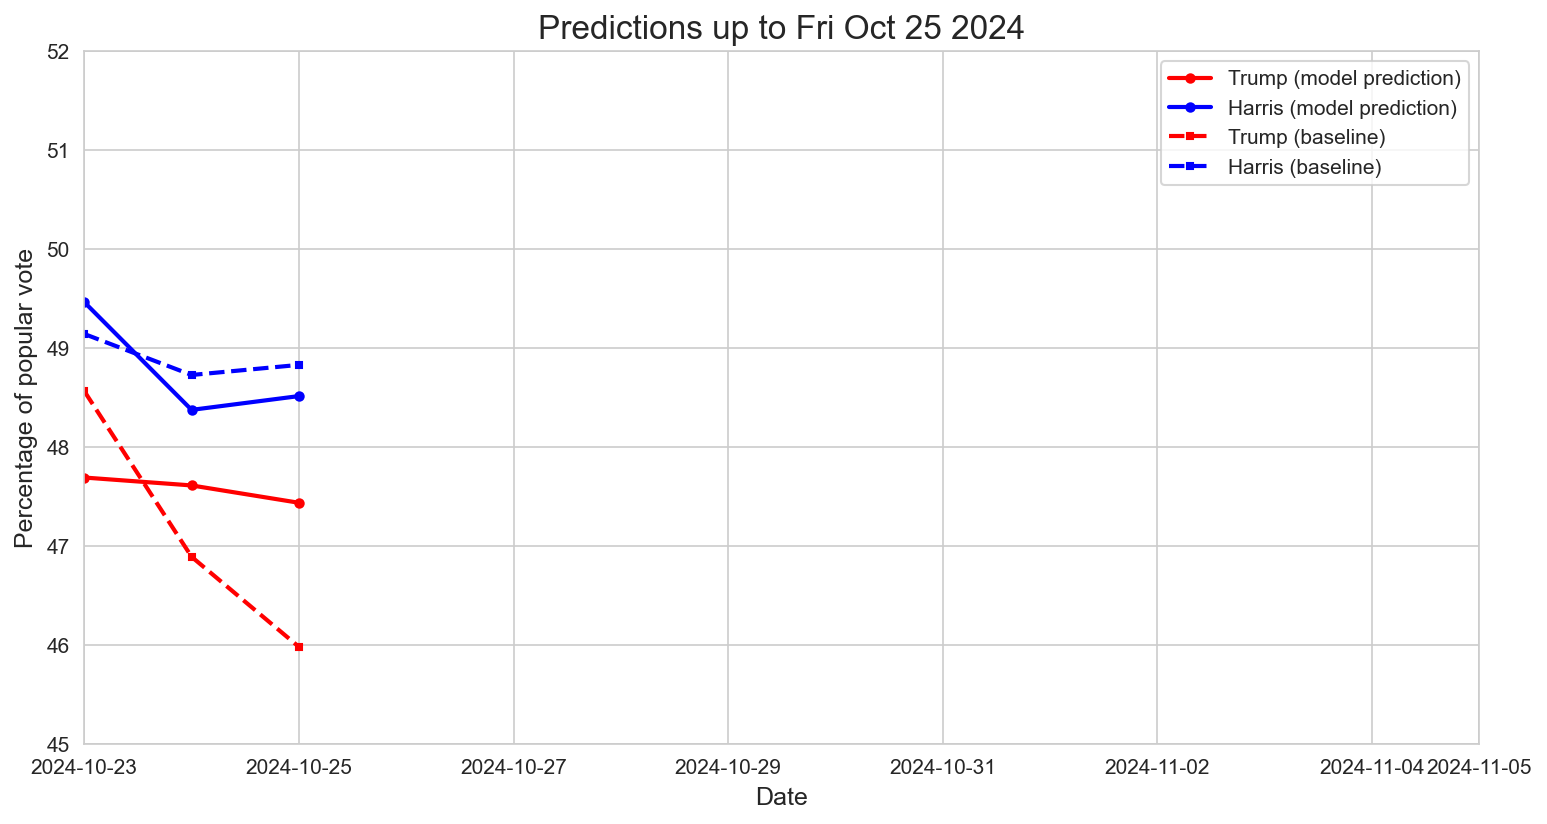 Predictions up to Fri Oct 25 2024
Trump (model prediction)
Harris (model prediction)
Trump (baseline)
Harris (baseline)
Percentage of popular vote
52
51
50
49
48
47
46
45
2024-10-23 2024-10-25 2024-10-27 2024-10-29 2024-10-31 2024-11-02 2024-11-04 2024-11-05
Date